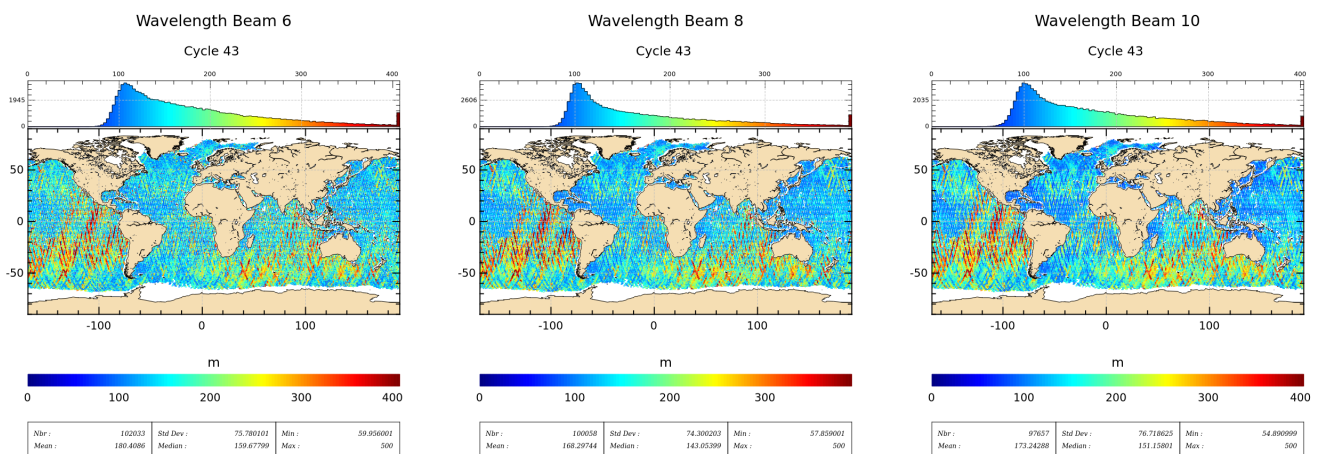 Wavelength Beam 6
Cycle 43
0 100 200 300 400
1945
0
50
0
-50
-100 0 100
m
0 100 200 300 400
Nbr : 102033 Std Dev : 75.780101 Min : 59.956001
Mean : 180.4086 Median : 159.67799 Max : 500
Wavelength Beam 8
Cycle 43
0 100 200 300
2606
0
50
0
-50
-100 0 100
m
0 100 200 300
Nbr : 100058 Std Dev : 74.300203 Min : 57.859001
Mean : 168.29744 Median : 143.05399 Max : 500
Wavelength Beam 10
Cycle 43
0 100 200 300 400
2035
0
50
0
-50
-100 0 100
m
0 100 200 300 400
Nbr : 97657 Std Dev : 76.718625 Min : 54.890999
Mean : 173.24288 Median : 151.15801 Max : 500